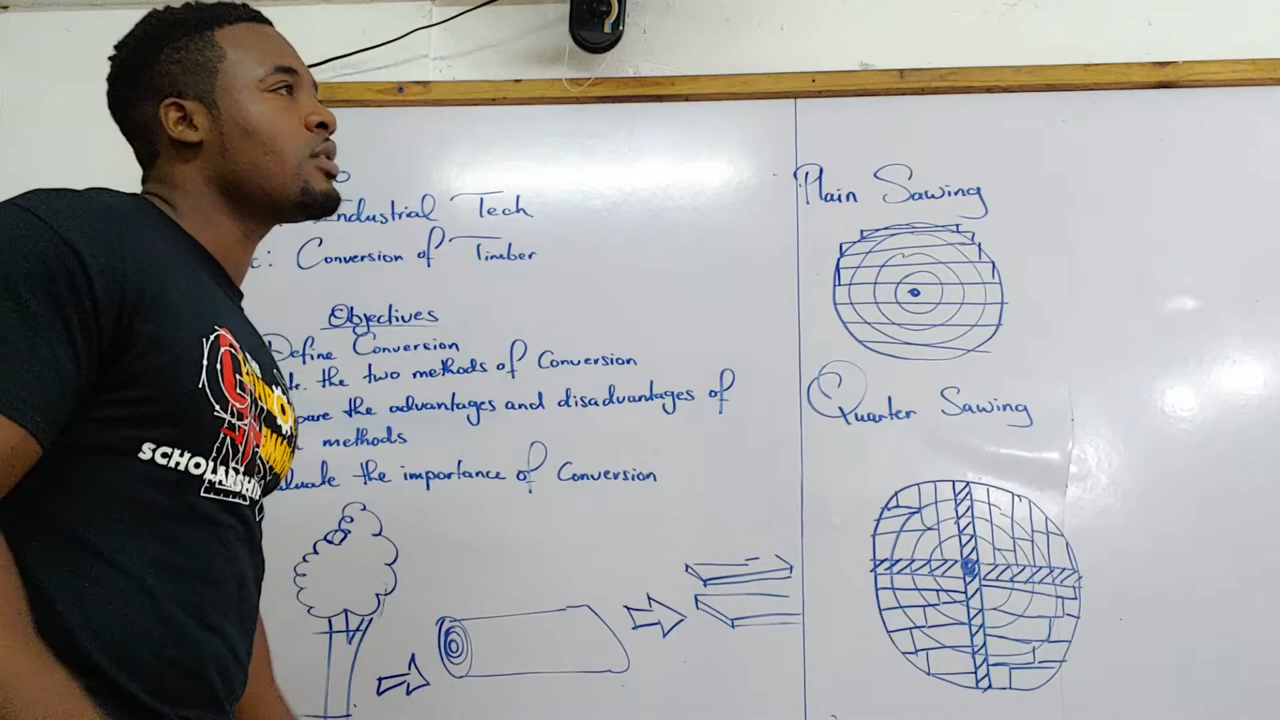 Industrial Tech
: Conversion of Timber
Objectives
Define Conversion
the two methods of Conversion
the advantages and disadvantages of
methods
the importance of Conversion
Plain Sawing
Quarter Sawing
SCHOLARSHIP